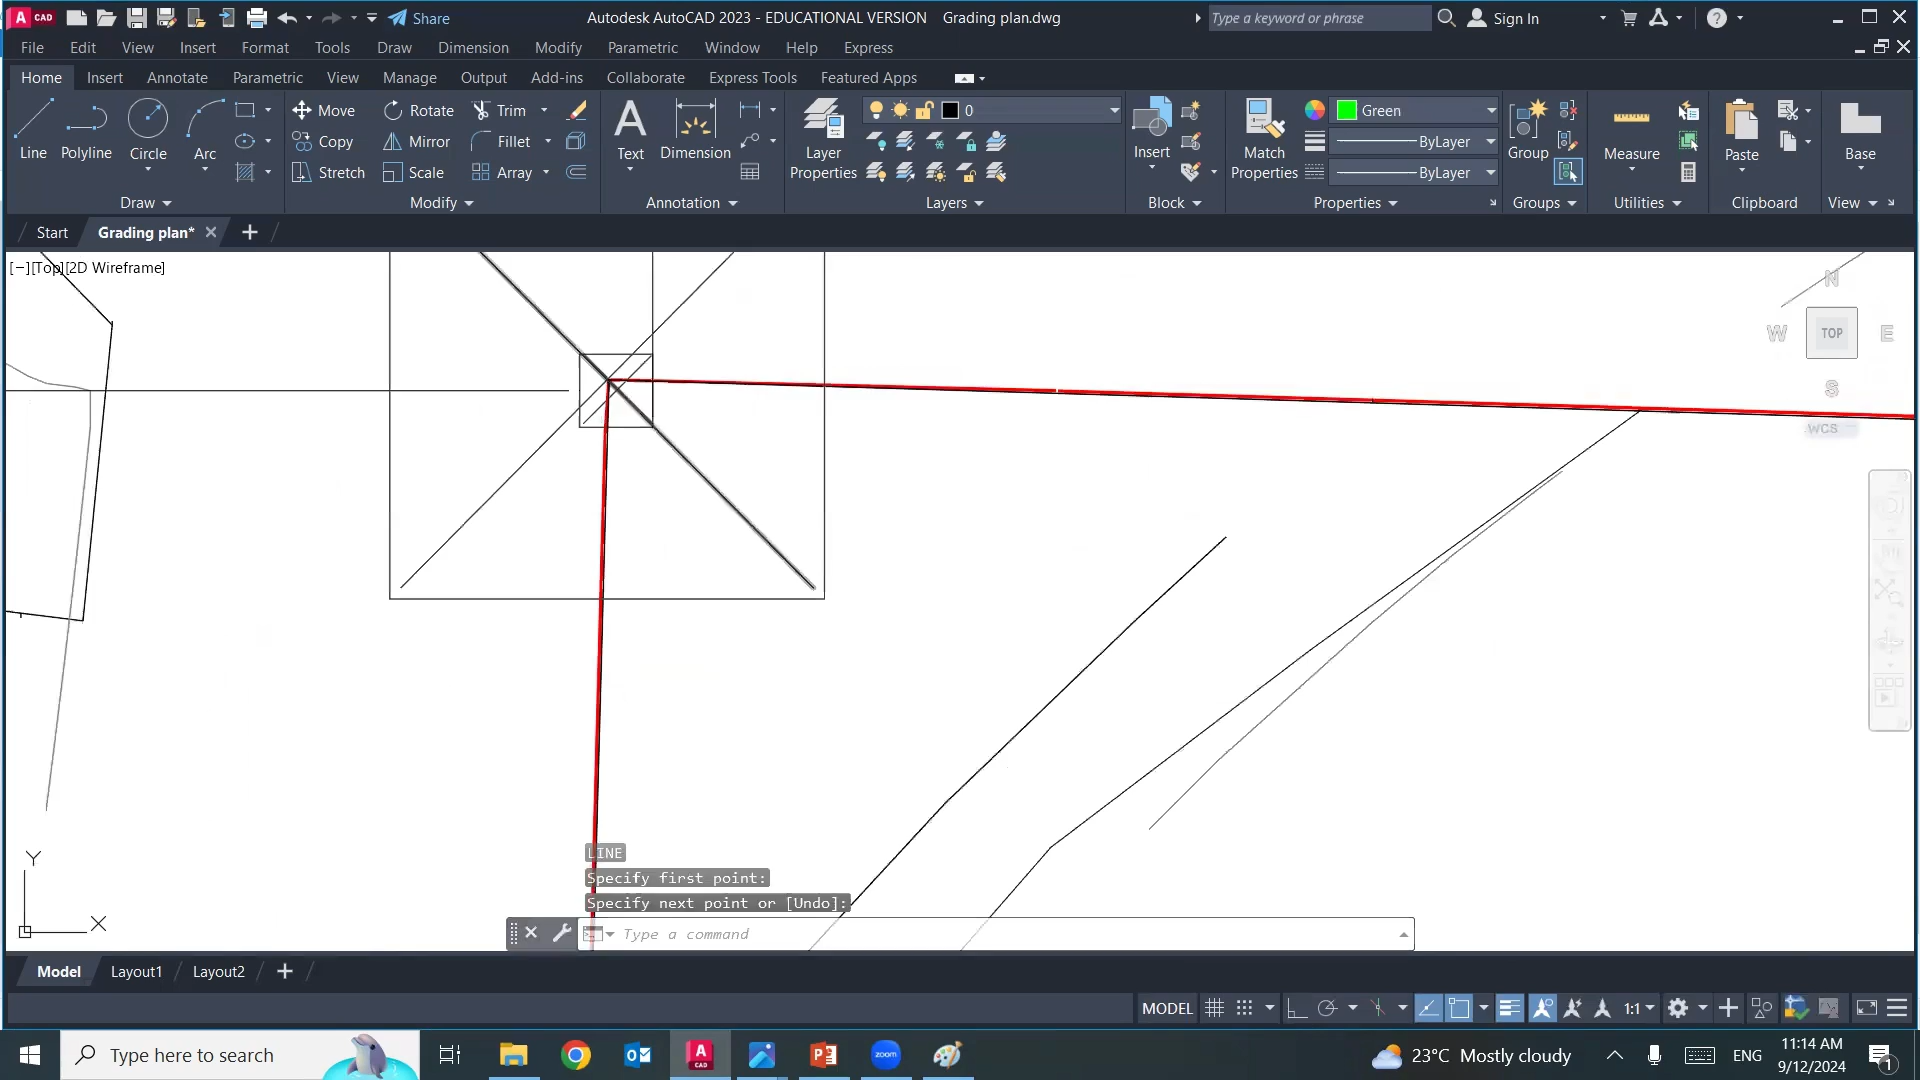 A CAD Share Autodesk AutoCAD 2023 - EDUCATIONAL VERSION Grading plan.dwg Type a keyword or phrase Sign In
File Edit View Insert Format Tools Draw Dimension Modify Parametric Window Help Express
Home Insert Annotate Parametric View Manage Output Add-ins Collaborate Express Tools Featured Apps
Move Rotate Trim 0 Green
Line Polyline Circle Arc Copy Mirror Fillet Text Dimension Layer Properties Insert Match Properties ByLayer Group Measure Paste Base
Stretch Scale Array ByLayer
Draw Modify Annotation Layers Block Properties Groups Utilities Clipboard View
Start Grading plan*
[−][Top][2D Wireframe]
N
W TOP E
S
WCS
LINE
Specify first point:
Specify next point or [Undo]:
Type a command
Y
X
Model Layout1 Layout2
MODEL 1:1
Type here to search A CAD zoom 23°C Mostly cloudy ENG 11:14 AM
9/12/2024 1